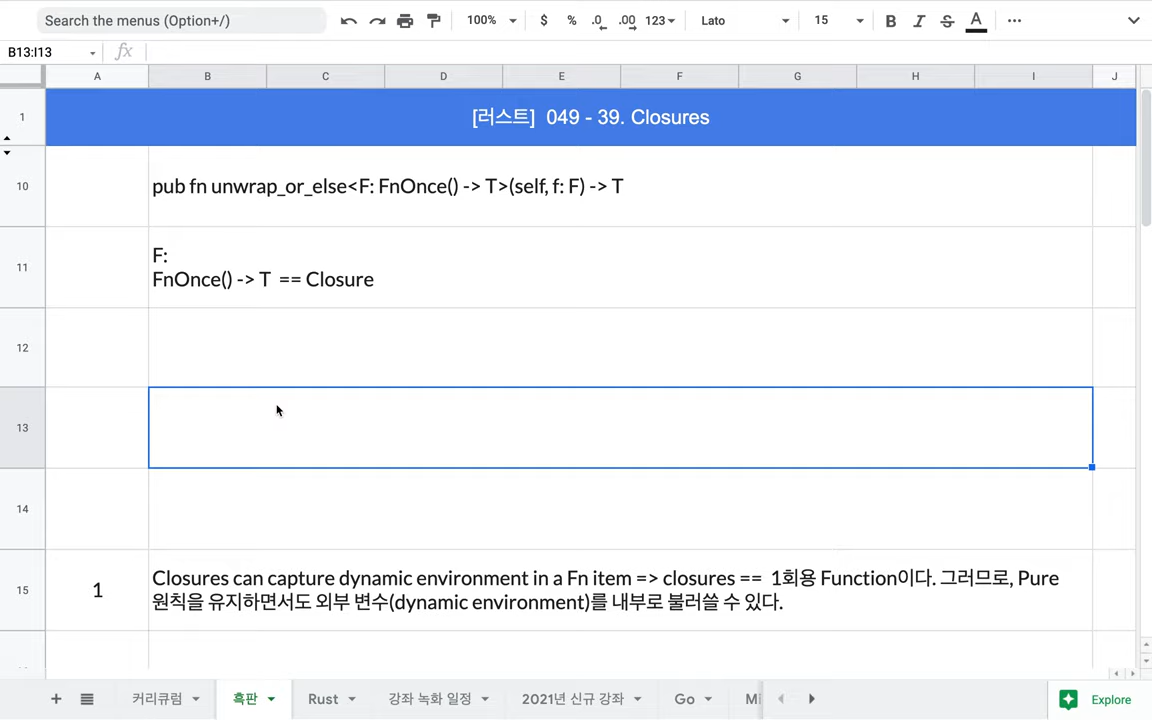 Search the menus (Option+/)
100%
$
%
.0
.00
123
Lato
15
B
I
S
A
B13:I13
fx
A
B
C
D
E
F
G
H
I
J
1
[러스트] 049 - 39. Closures
10
pub fn unwrap_or_else<F: FnOnce() -> T>(self, f: F) -> T
11
F:
FnOnce() -> T == Closure
12
13
14
15
1
Closures can capture dynamic environment in a Fn item => closures == 1회용 Function이다. 그러므로, Pure
원칙을 유지하면서도 외부 변수(dynamic environment)를 내부로 불러쓸 수 있다.
커리큘럼
흑판
Rust
강좌 녹화 일정
2021년 신규 강좌
Go
Explore